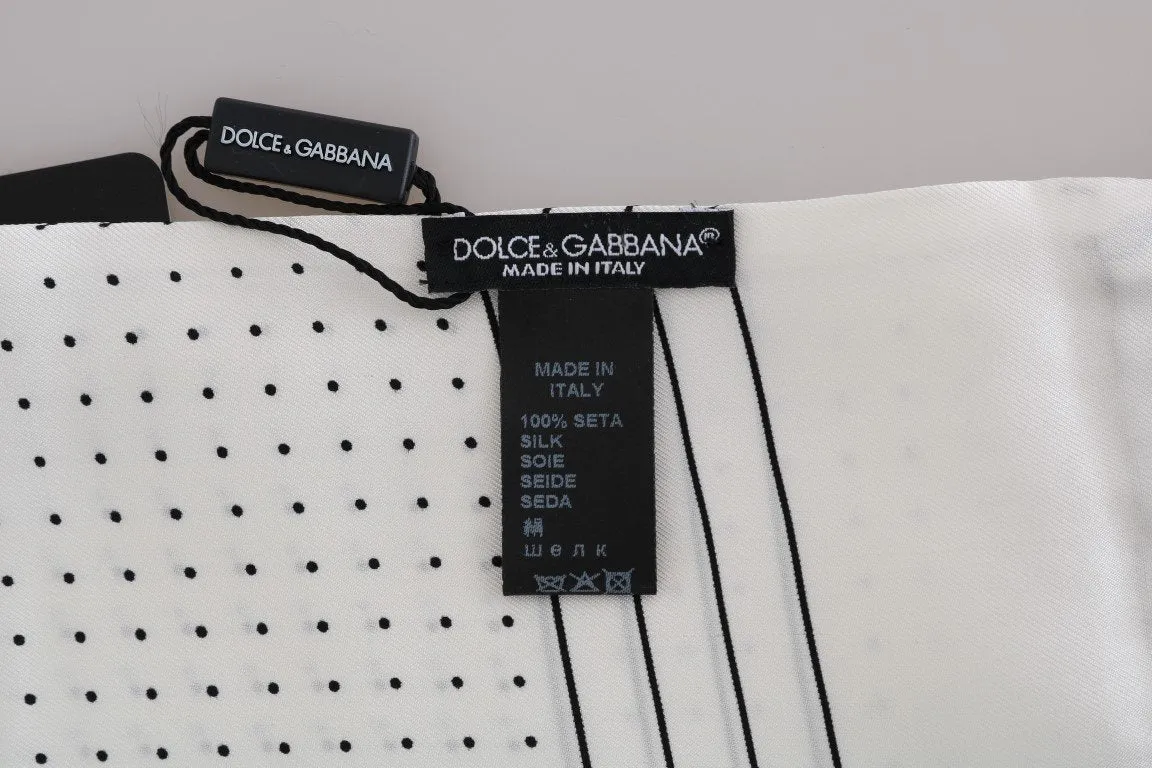 DOLCE & GABBANA
DOLCE & GABBANA®
MADE IN ITALY
MADE IN
ITALY
100% SETA
SILK
SOIE
SEIDE
SEDA
絹
шелк